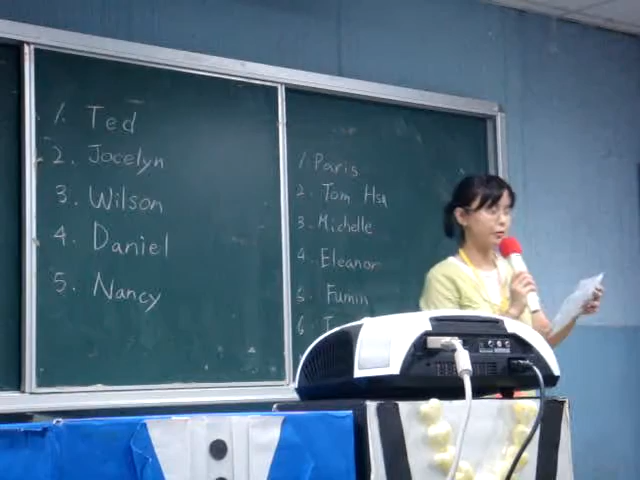 1. Ted
2. Jocelyn
3. Wilson
4. Daniel
5. Nancy
1. Paris
2. Tom Hsu
3. Michelle
4. Eleanor
5. Fumin
6.